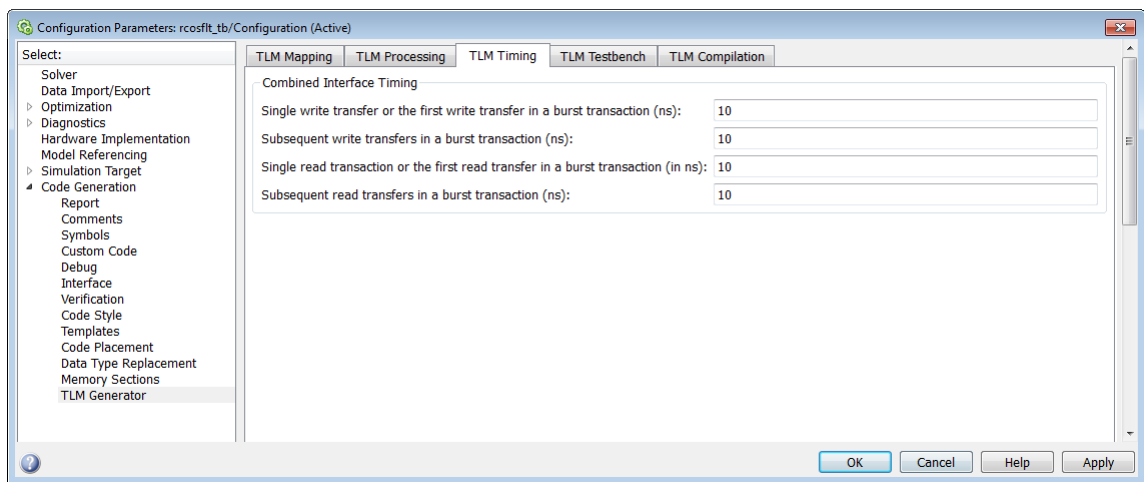 Configuration Parameters: rcosflt_tb/Configuration (Active)
Select:
Solver
Data Import/Export
Optimization
Diagnostics
Hardware Implementation
Model Referencing
Simulation Target
Code Generation
Report
Comments
Symbols
Custom Code
Debug
Interface
Verification
Code Style
Templates
Code Placement
Data Type Replacement
Memory Sections
TLM Generator
TLM Mapping TLM Processing TLM Timing TLM Testbench TLM Compilation
Combined Interface Timing
Single write transfer or the first write transfer in a burst transaction (ns): 10
Subsequent write transfers in a burst transaction (ns): 10
Single read transaction or the first read transfer in a burst transaction (in ns): 10
Subsequent read transfers in a burst transaction (ns): 10
? OK Cancel Help Apply